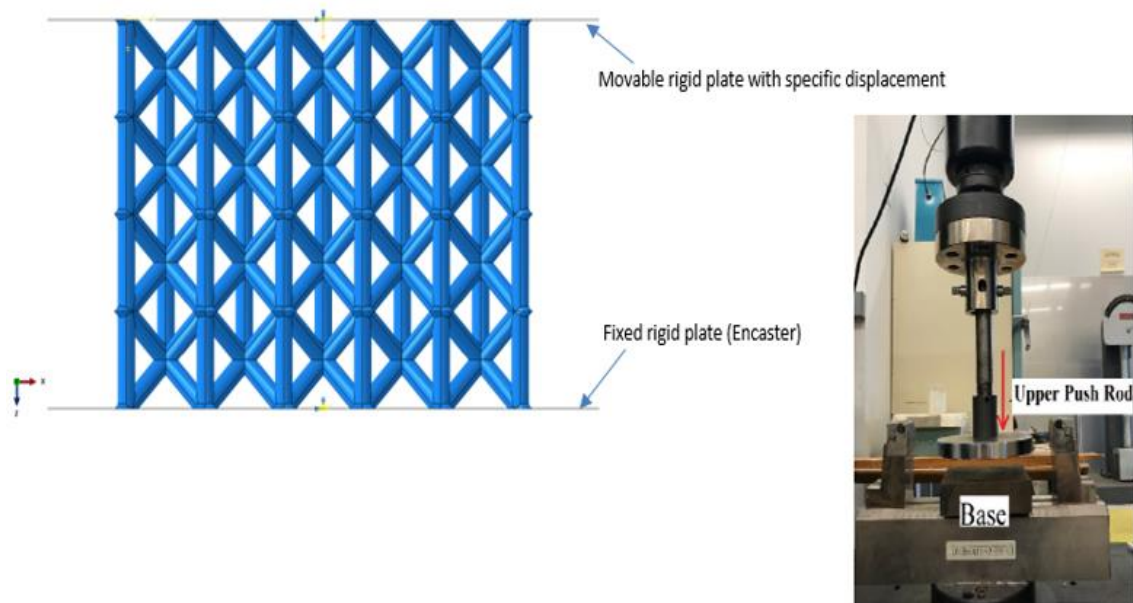 Movable rigid plate with specific displacement
Fixed rigid plate (Encaster)
Upper Push Rod
Base
x
z